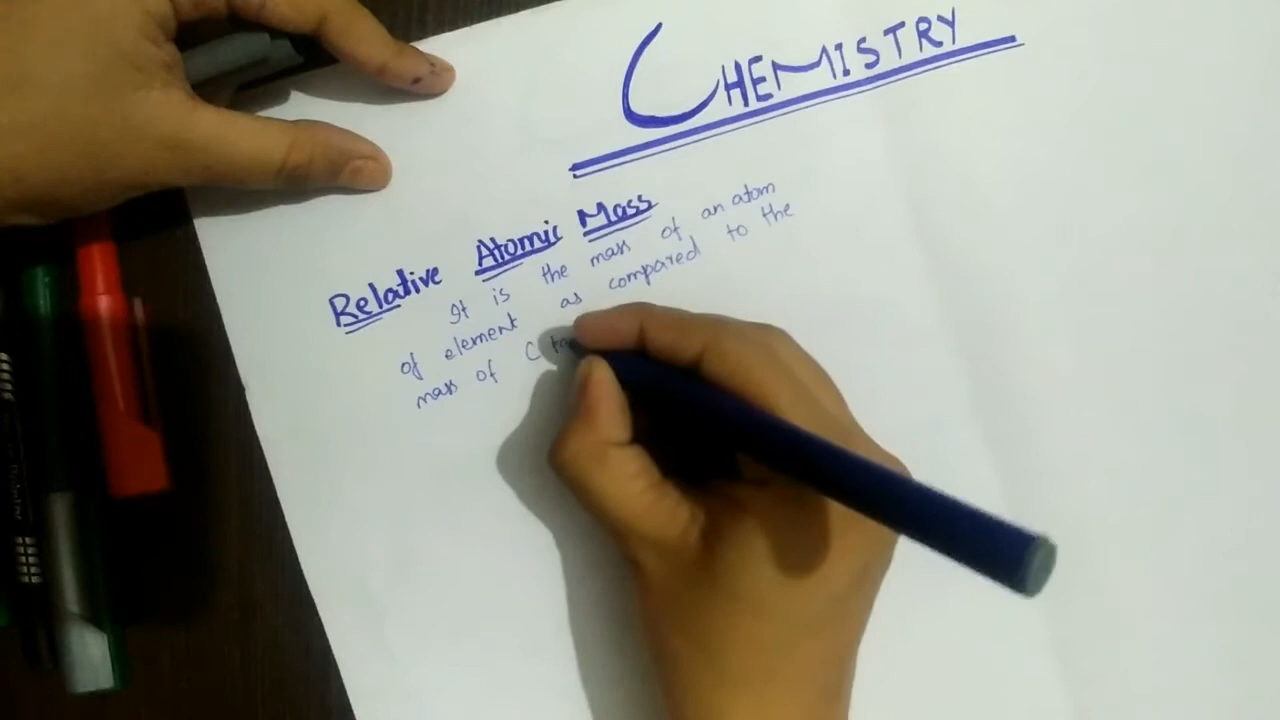 CHEMISTRY
Relative Atomic Mass
It is the mass of an atom
of element as compared to the
mass of C